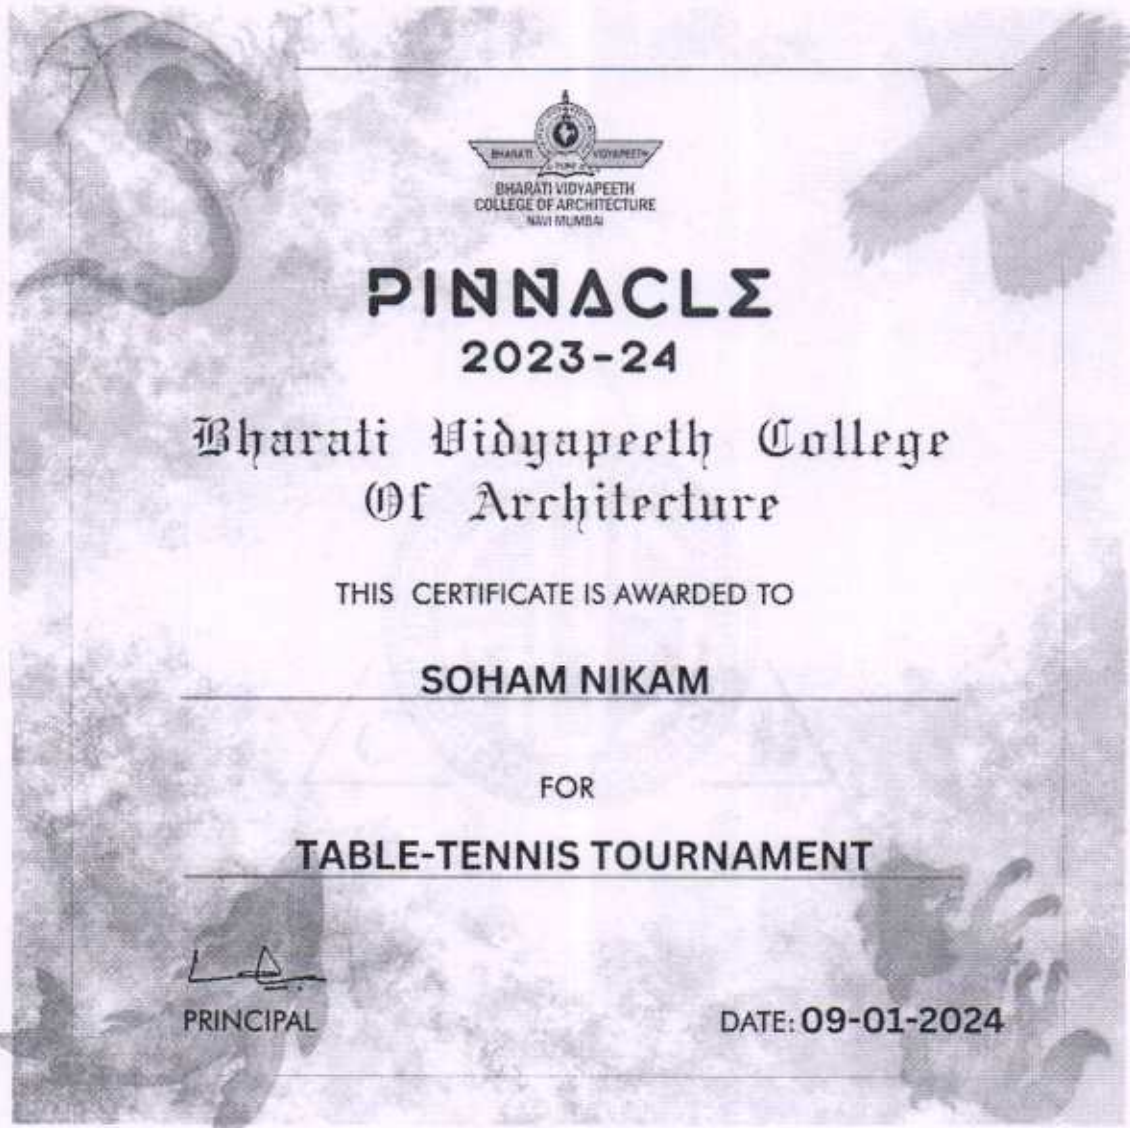 BHARATI VIDYAPEETH
PUNE
BHARATI VIDYAPEETH
COLLEGE OF ARCHITECTURE
NAVI MUMBAI
PINNACLE
2023-24
Bharati Vidyapeeth College
Of Architecture
THIS CERTIFICATE IS AWARDED TO
SOHAM NIKAM
FOR
TABLE-TENNIS TOURNAMENT
PRINCIPAL
DATE: 09-01-2024